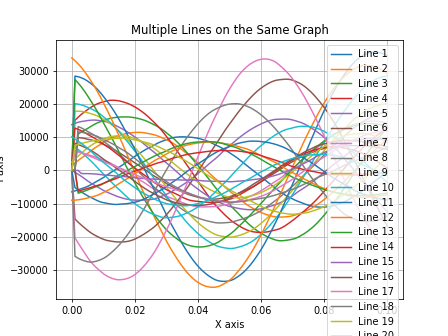 Multiple Lines on the Same Graph
30000
20000
10000
0
−10000
−20000
−30000
0.00
0.02
0.04
0.06
X axis
Line 1
Line 2
Line 3
Line 4
Line 5
Line 6
Line 7
Line 8
Line 9
Line 10
Line 11
Line 12
Line 13
Line 14
Line 15
Line 16
Line 17
Line 18
Line 19
Line 20